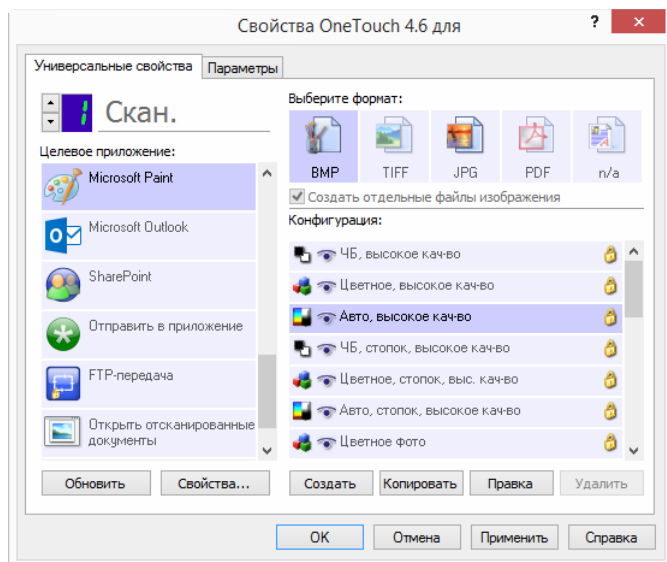 Свойства OneTouch 4.6 для
?
×
Универсальные свойства
Параметры
1
Скан.
Целевое приложение:
Microsoft Paint
Microsoft Outlook
SharePoint
Отправить в приложение
FTP-передача
Открыть отсканированные
документы
Обновить
Свойства...
Выберите формат:
BMP
TIFF
JPG
PDF
n/a
Создать отдельные файлы изображения
Конфигурация:
ЧБ, высокое кач-во
Цветное, высокое кач-во
Авто, высокое кач-во
ЧБ, стопок, высокое кач-во
Цветное, стопок, выс. кач-во
Авто, стопок, высокое кач-во
Цветное фото
Создать
Копировать
Правка
Удалить
OK
Отмена
Применить
Справка